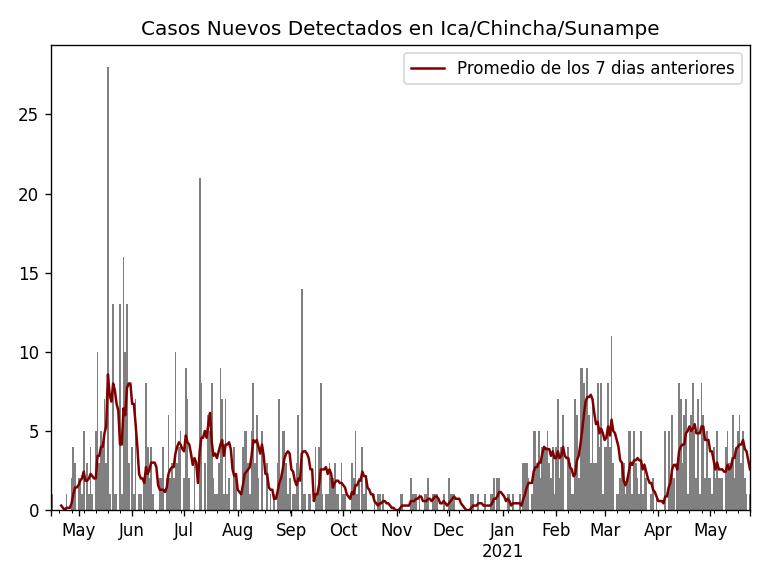 Casos Nuevos Detectados en Ica/Chincha/Sunampe
Promedio de los 7 dias anteriores
25
20
15
10
5
0
May Jun Jul Aug Sep Oct Nov Dec Jan Feb Mar Apr May
2021